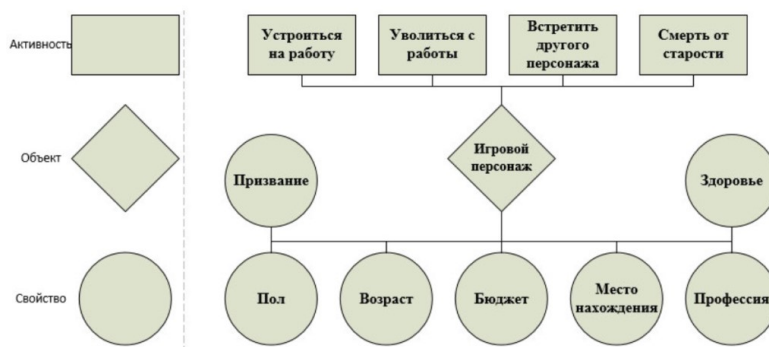 Активность
Устроиться
на работу
Уволиться с
работы
Встретить
другого
персонажа
Смерть от
старости
Объект
Игровой
персонаж
Призвание
Здоровье
Свойство
Пол
Возраст
Бюджет
Место
нахождения
Профессия